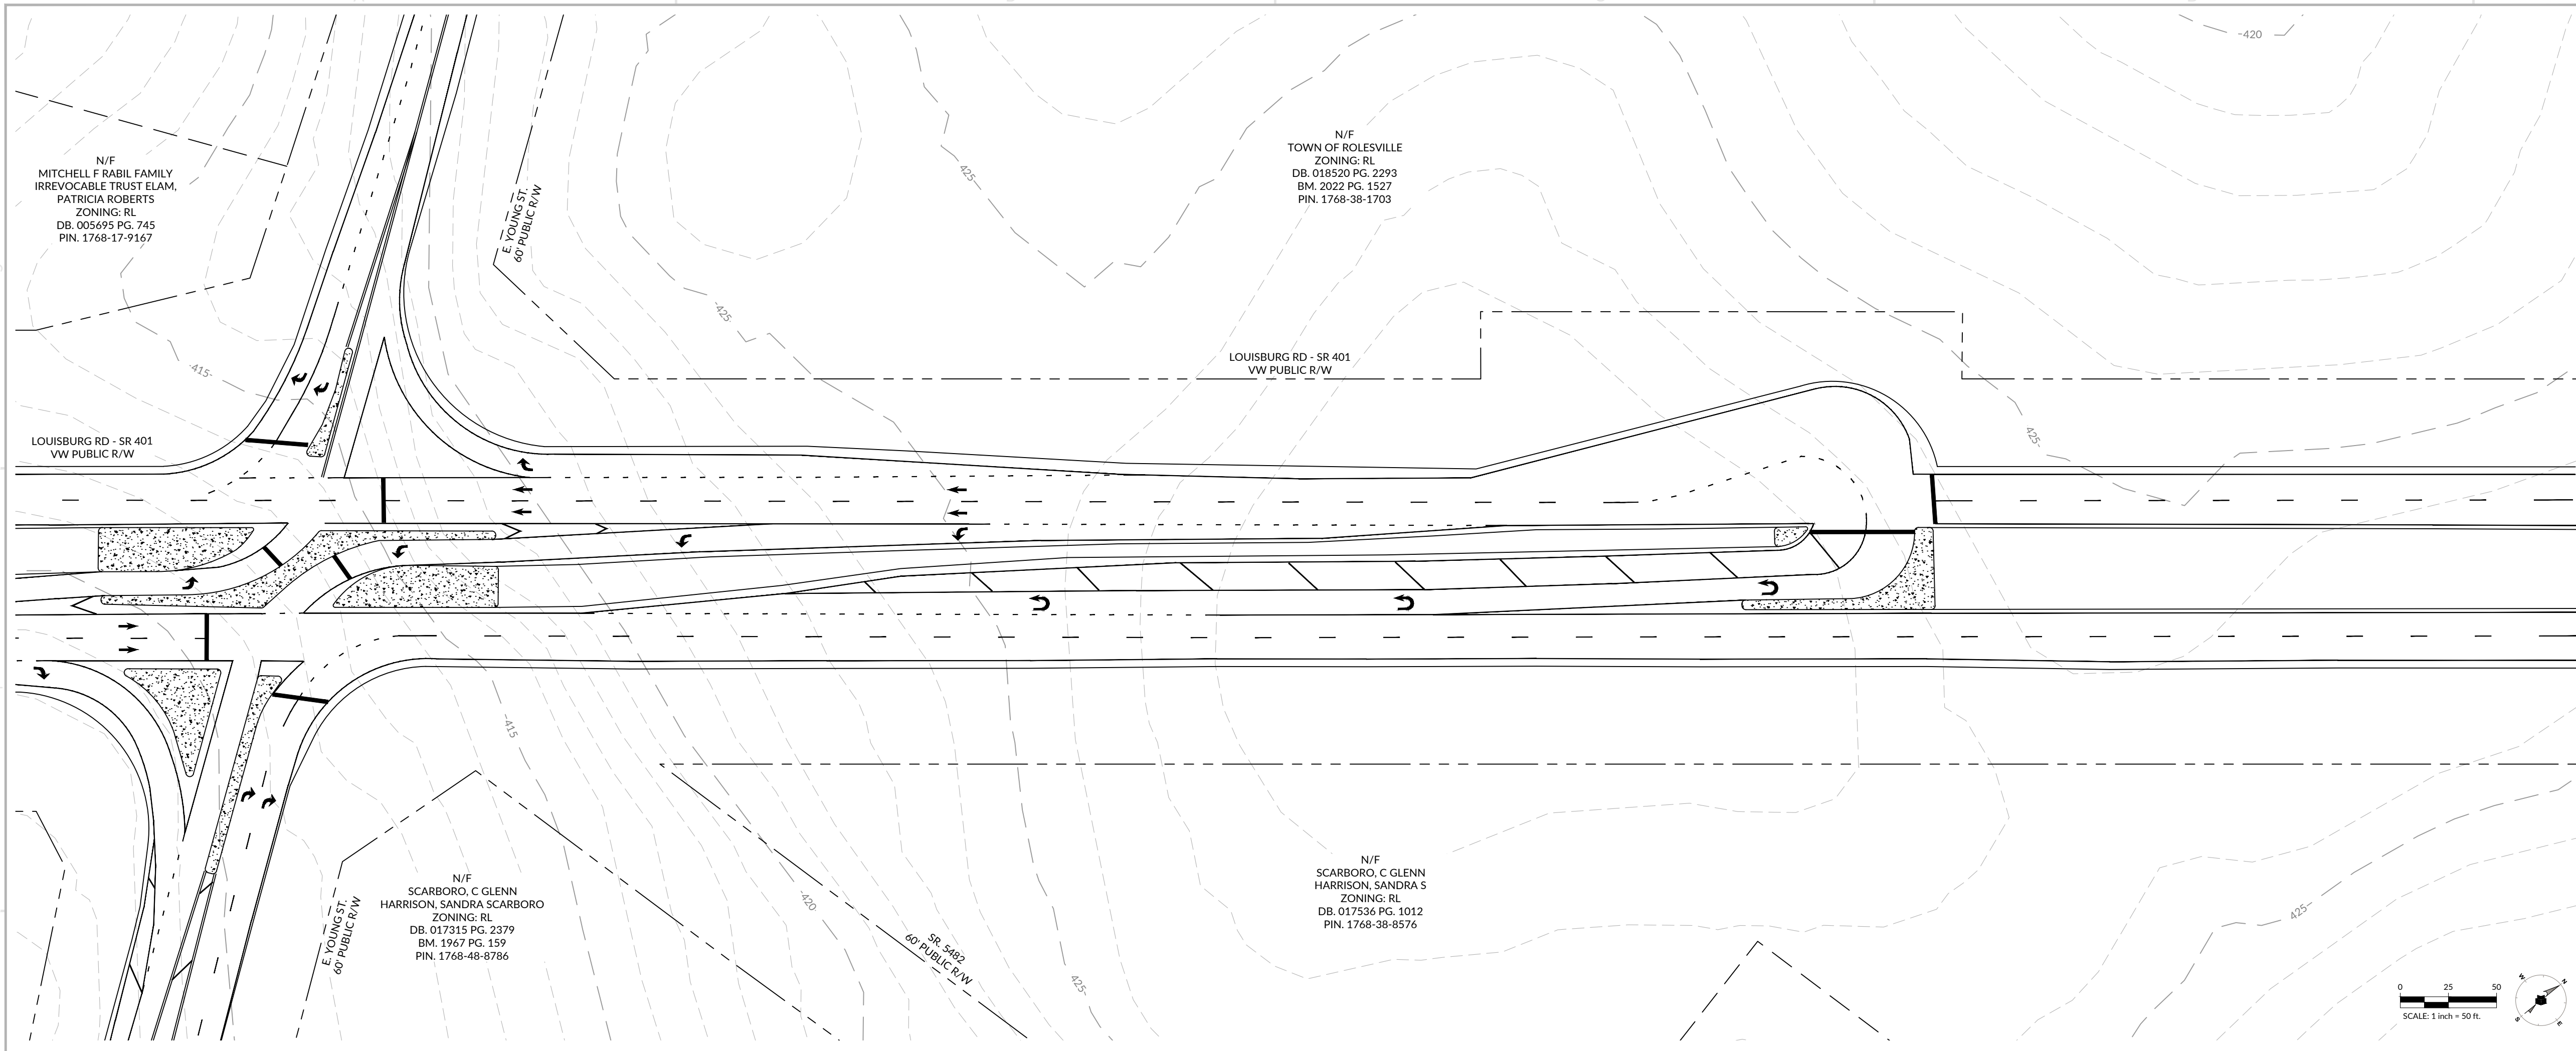 -420
N/F
MITCHELL F RABIL FAMILY
IRREVOCABLE TRUST ELAM,
PATRICIA ROBERTS
ZONING: RL
DB. 005695 PG. 745
PIN. 1768-17-9167
E. YOUNG ST.
60' PUBLIC R/W
425
N/F
TOWN OF ROLESVILLE
ZONING: RL
DB. 018520 PG. 2293
BM. 2022 PG. 1527
PIN. 1768-38-1703
-425
-415-
LOUISBURG RD - SR 401
VW PUBLIC R/W
LOUISBURG RD - SR 401
VW PUBLIC R/W
425-
-415
N/F
SCARBORO, C GLENN
HARRISON, SANDRA SCARBORO
ZONING: RL
DB. 017315 PG. 2379
BM. 1967 PG. 159
PIN. 1768-48-8786
E. YOUNG ST.
60' PUBLIC R/W
-420
SR. 5482
60' PUBLIC R/W
425-
N/F
SCARBORO, C GLENN
HARRISON, SANDRA S
ZONING: RL
DB. 017536 PG. 1012
PIN. 1768-38-8576
425-
0 25 50
SCALE: 1 inch = 50 ft.
W N
S E